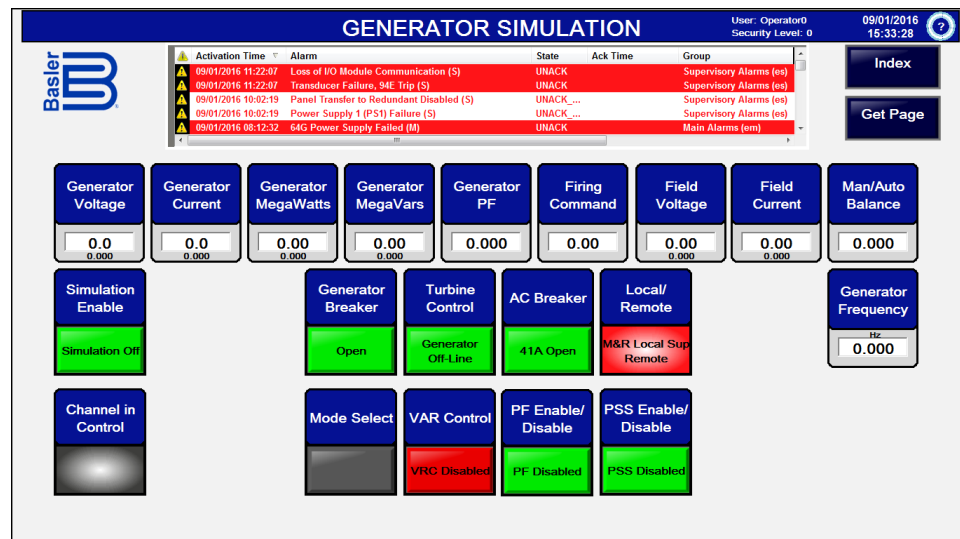 GENERATOR SIMULATION
User: Operator0
Security Level: 0
09/01/2016
15:33:28
?
Basler
Activation Time Alarm State Ack Time Group
09/01/2016 11:22:07 Loss of I/O Module Communication (S) UNACK Supervisory Alarms (es)
09/01/2016 11:22:07 Transducer Failure, 94E Trip (S) UNACK Supervisory Alarms (es)
09/01/2016 10:02:19 Panel Transfer to Redundant Disabled (S) UNACK_... Supervisory Alarms (es)
09/01/2016 10:02:19 Power Supply 1 (PS1) Failure (S) UNACK_... Supervisory Alarms (es)
09/01/2016 08:12:32 64G Power Supply Failed (M) UNACK Main Alarms (em)
Index
Get Page
Generator
Voltage
0.0
0.000
Generator
Current
0.0
0.000
Generator
MegaWatts
0.00
0.000
Generator
MegaVars
0.00
0.000
Generator
PF
0.000
Firing
Command
0.00
Field
Voltage
0.00
0.000
Field
Current
0.00
0.000
Man/Auto
Balance
0.000
Simulation
Enable
Simulation Off
Generator
Breaker
Open
Turbine
Control
Generator
Off-Line
AC Breaker
41A Open
Local/
Remote
M&R Local Sup
Remote
Generator
Frequency
Hz
0.000
Channel in
Control
Mode Select
VAR Control
VRC Disabled
PF Enable/
Disable
PF Disabled
PSS Enable/
Disable
PSS Disabled